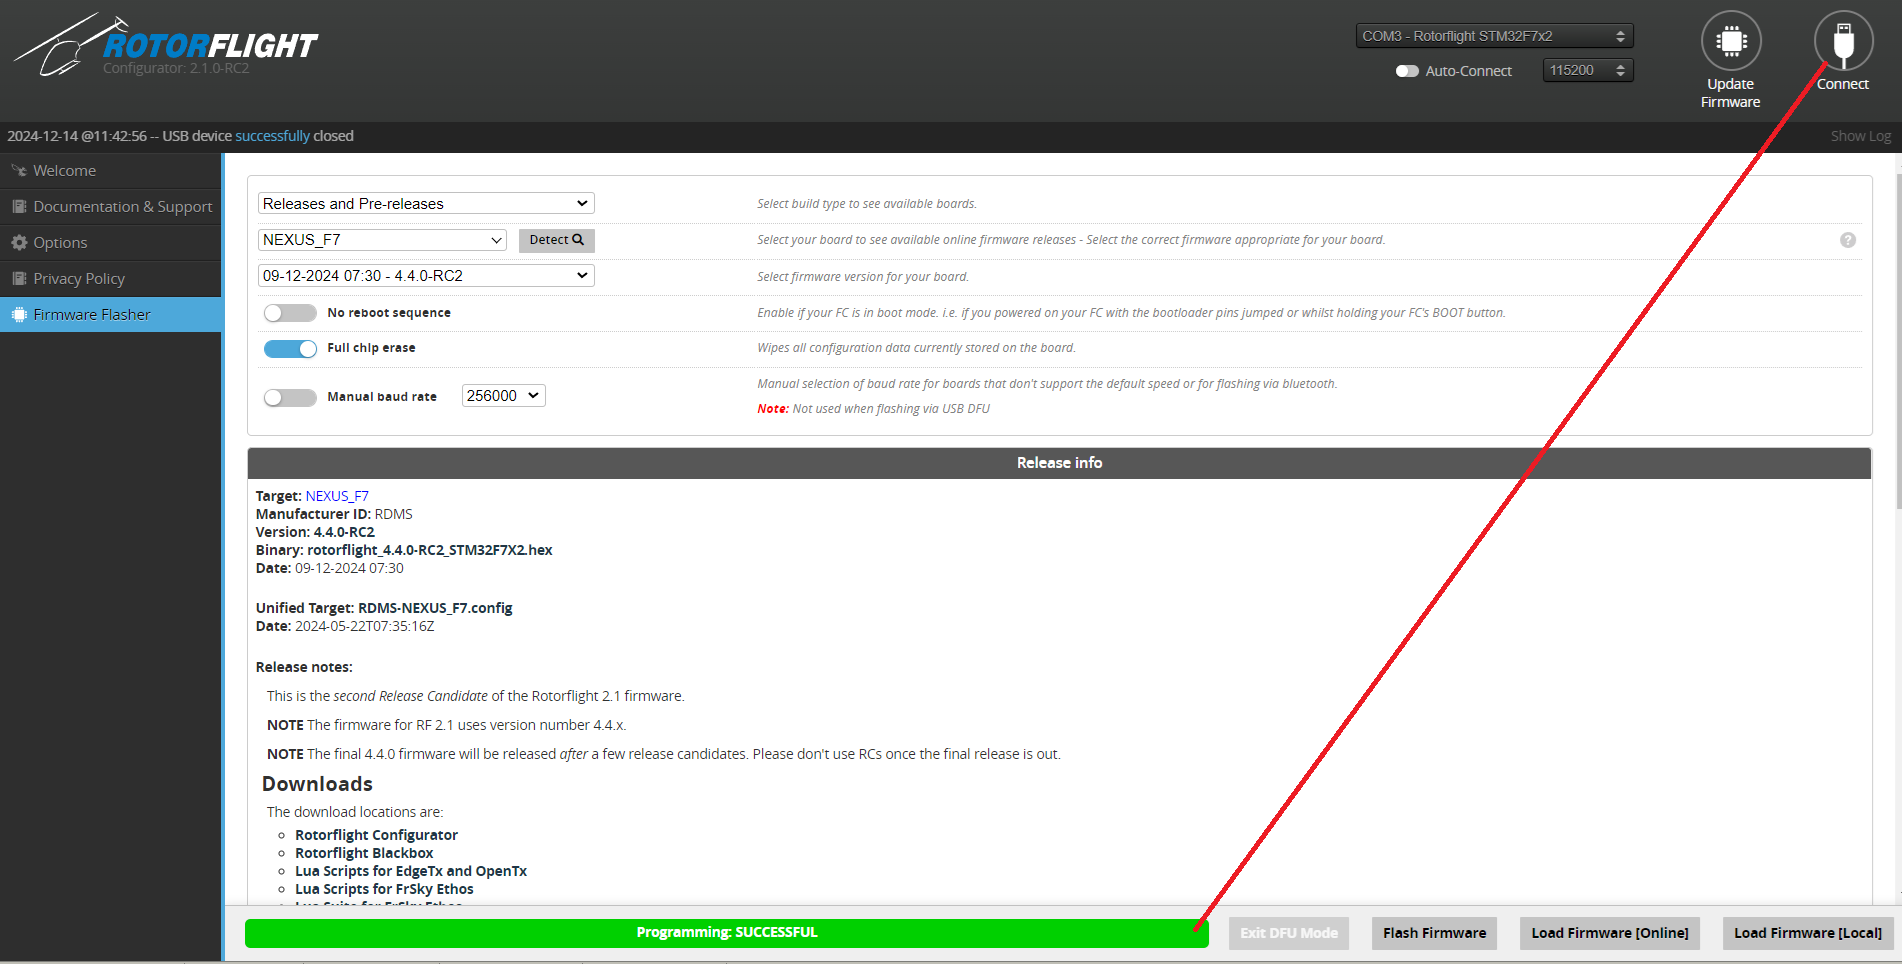 ROTORFLIGHT
Configurator: 2.1.0-RC2
COM3 - Rotorflight STM32F7x2
Auto-Connect
115200
Update
Firmware
Connect
2024-12-14 @11:42:56 -- USB device successfully closed
Show Log
Welcome
Documentation & Support
Options
Privacy Policy
Firmware Flasher
Releases and Pre-releases
Select build type to see available boards.
NEXUS_F7
Detect
Select your board to see available online firmware releases - Select the correct firmware appropriate for your board.
?
09-12-2024 07:30 - 4.4.0-RC2
Select firmware version for your board.
No reboot sequence
Enable if your FC is in boot mode. i.e. if you powered on your FC with the bootloader pins jumped or whilst holding your FC's BOOT button.
Full chip erase
Wipes all configuration data currently stored on the board.
Manual baud rate
256000
Manual selection of baud rate for boards that don't support the default speed or for flashing via bluetooth.
Note: Not used when flashing via USB DFU
Release info
Target: NEXUS_F7
Manufacturer ID: RDMS
Version: 4.4.0-RC2
Binary: rotorflight_4.4.0-RC2_STM32F7X2.hex
Date: 09-12-2024 07:30
Unified Target: RDMS-NEXUS_F7.config
Date: 2024-05-22T07:35:16Z
Release notes:
This is the second Release Candidate of the Rotorflight 2.1 firmware.
NOTE The firmware for RF 2.1 uses version number 4.4.x.
NOTE The final 4.4.0 firmware will be released after a few release candidates. Please don't use RCs once the final release is out.
Downloads
The download locations are:
Rotorflight Configurator
Rotorflight Blackbox
Lua Scripts for EdgeTx and OpenTx
Lua Scripts for FrSky Ethos
Lua Suite for FrSky Ethos
Programming: SUCCESSFUL
Exit DFU Mode
Flash Firmware
Load Firmware [Online]
Load Firmware [Local]